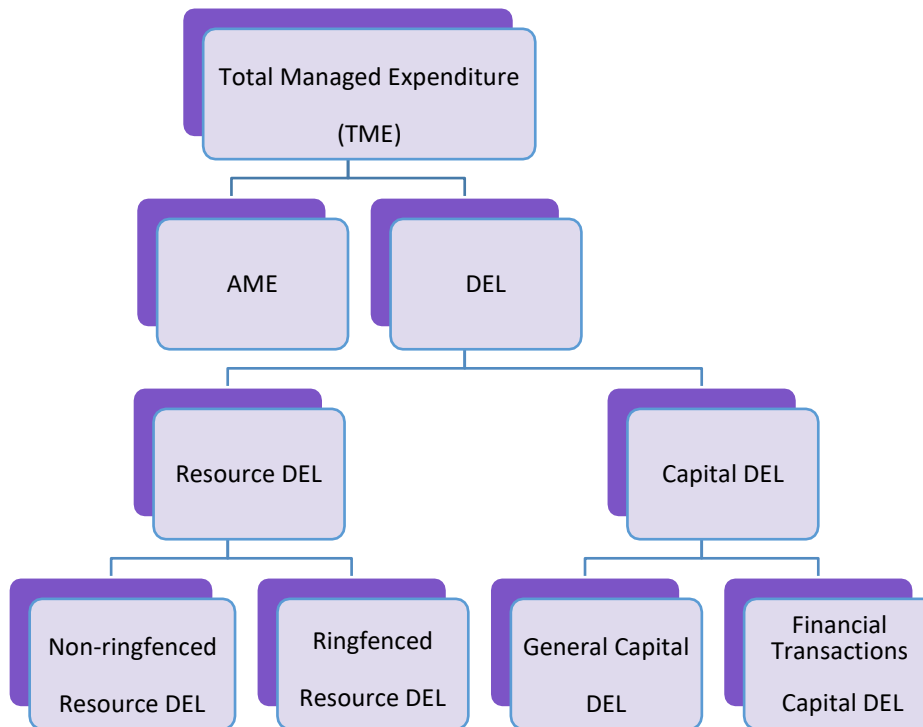 Total Managed Expenditure
(TME)
AME
DEL
Resource DEL
Capital DEL
Non-ringfenced
Resource DEL
Ringfenced
Resource DEL
General Capital
DEL
Financial
Transactions
Capital DEL